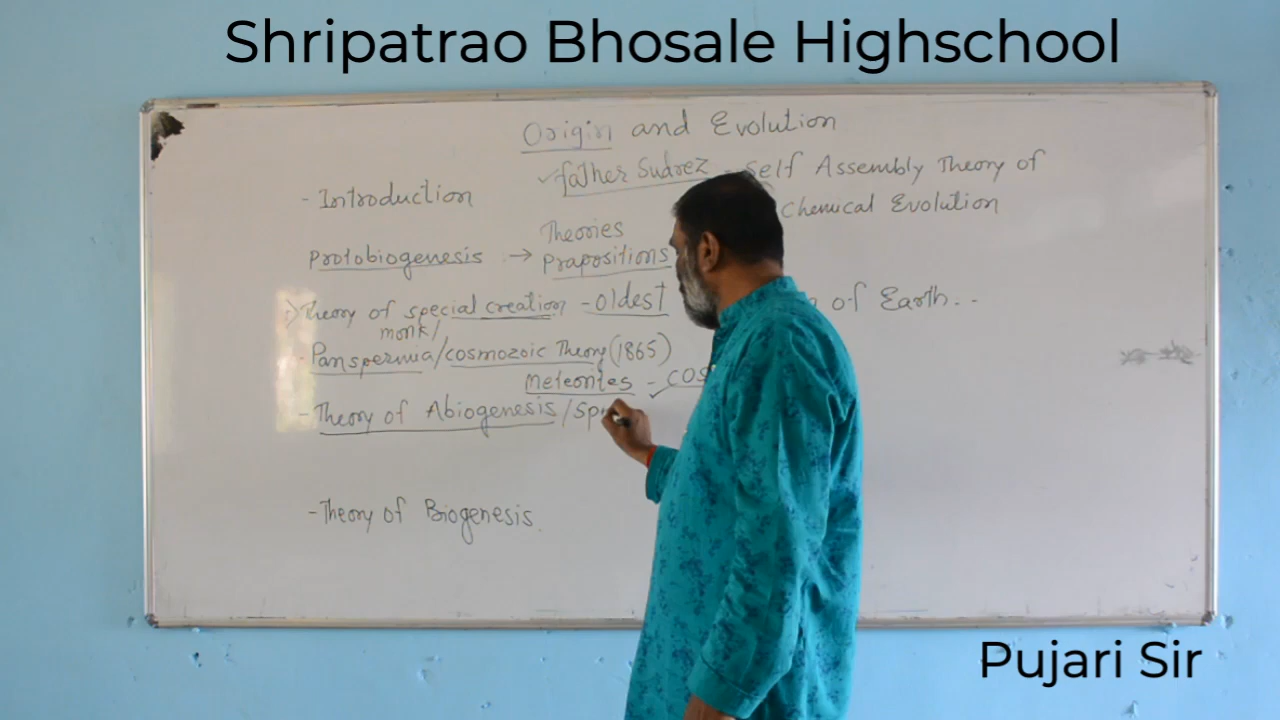 Shripatrao Bhosale Highschool
Origin and Evolution
✓father Sudrez - Self Assembly Theory of
Chemical Evolution
- Introduction
Theories
Protobiogenesis → Prapositions
Theory of special creation - oldest of Earth..
monk/
- Panspermia/cosmozoic Theory (1865)
Meteorites - cos
- Theory of Abiogenesis / Sp
- Theory of Biogenesis.
Pujari Sir